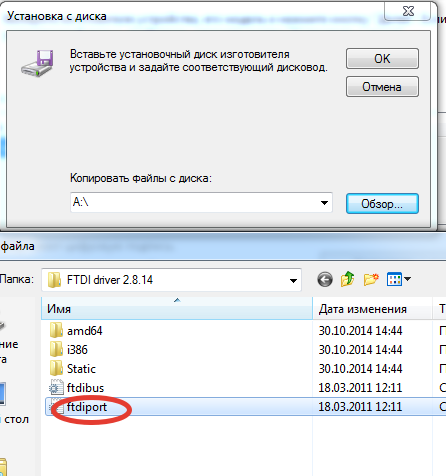 Установка с диска
Вставьте установочный диск изготовителя
устройства и задайте соответствующий дисковод.
OK
Отмена
Копировать файлы с диска:
A:\
Обзор...
файла
Папка:
FTDI driver 2.8.14
Имя
Дата изменения
Т
amd64
30.10.2014 14:44
i386
30.10.2014 14:44
Static
30.10.2014 14:44
ftdibus
18.03.2011 12:11
С
ftdiport
18.03.2011 12:11
С
ние
та
стол